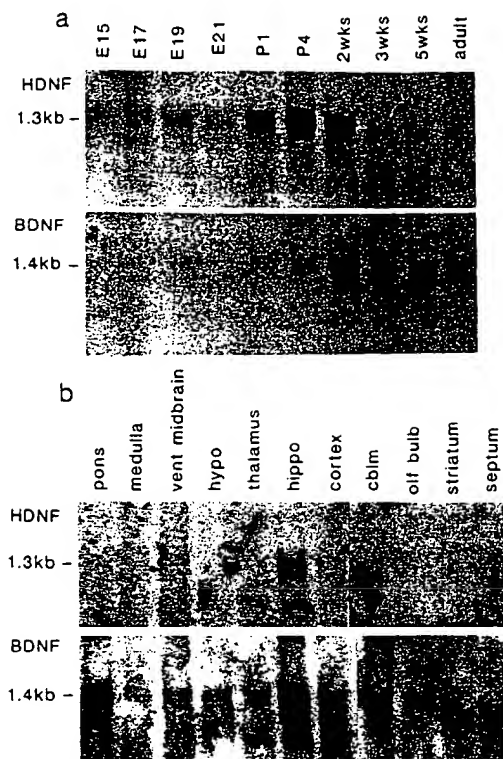 a
E15 E17 E19 E21 P1 P4 2wks 3wks 5wks adult
HDNF
1.3kb –
BDNF
1.4kb –
b
pons medulla vent midbrain hypo thalamus hippo cortex cblm olf bulb striatum septum
HDNF
1.3kb –
BDNF
1.4kb –